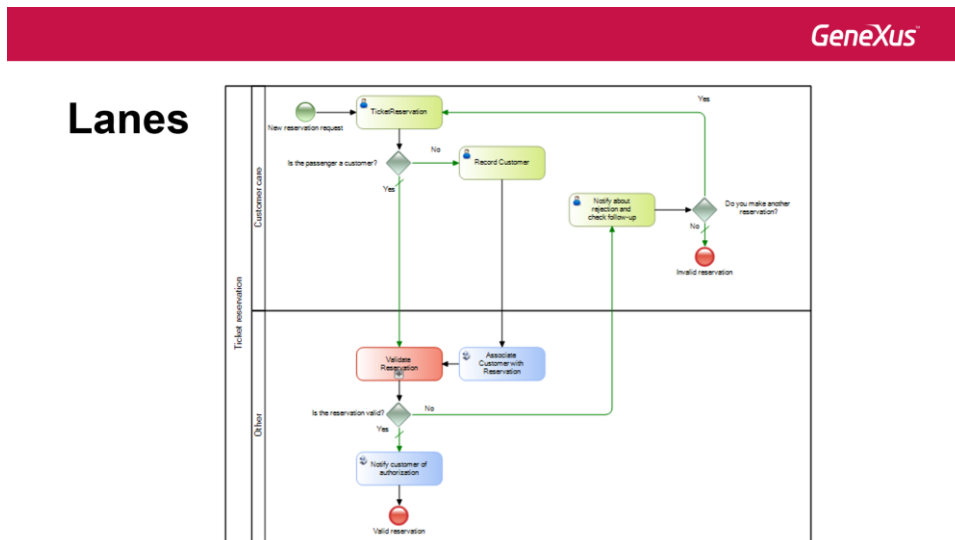 GeneXus™
Lanes
Ticket reservation
Customer care
New reservation request
TicketReservation
Is the passenger a customer?
No
Yes
Record Customer
Notify about
rejection and
check follow-up
Yes
Do you make another
reservation?
No
Invalid reservation
Other
Validate
Reservation
Associate
Customer with
Reservation
Is the reservation valid?
No
Yes
Notify customer of
authorization
Valid reservation